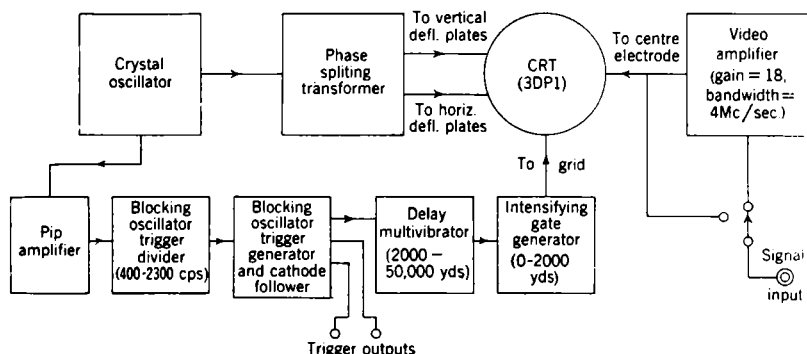 Crystal
oscillator
Phase
spliting
transformer
To vertical
defl. plates
To horiz.
defl. plates
CRT
(3DP1)
To centre
electrode
Video
amplifier
(gain = 18,
bandwidth =
4Mc/sec.)
To grid
Pip
amplifier
Blocking
oscillator
trigger
divider
(400-2300 cps)
Blocking
oscillator
trigger
generator
and cathode
follower
Delay
multivibrator
(2000 –
50,000 yds)
Intensifying
gate
generator
(0-2000
yds)
Signal
input
Trigger outputs